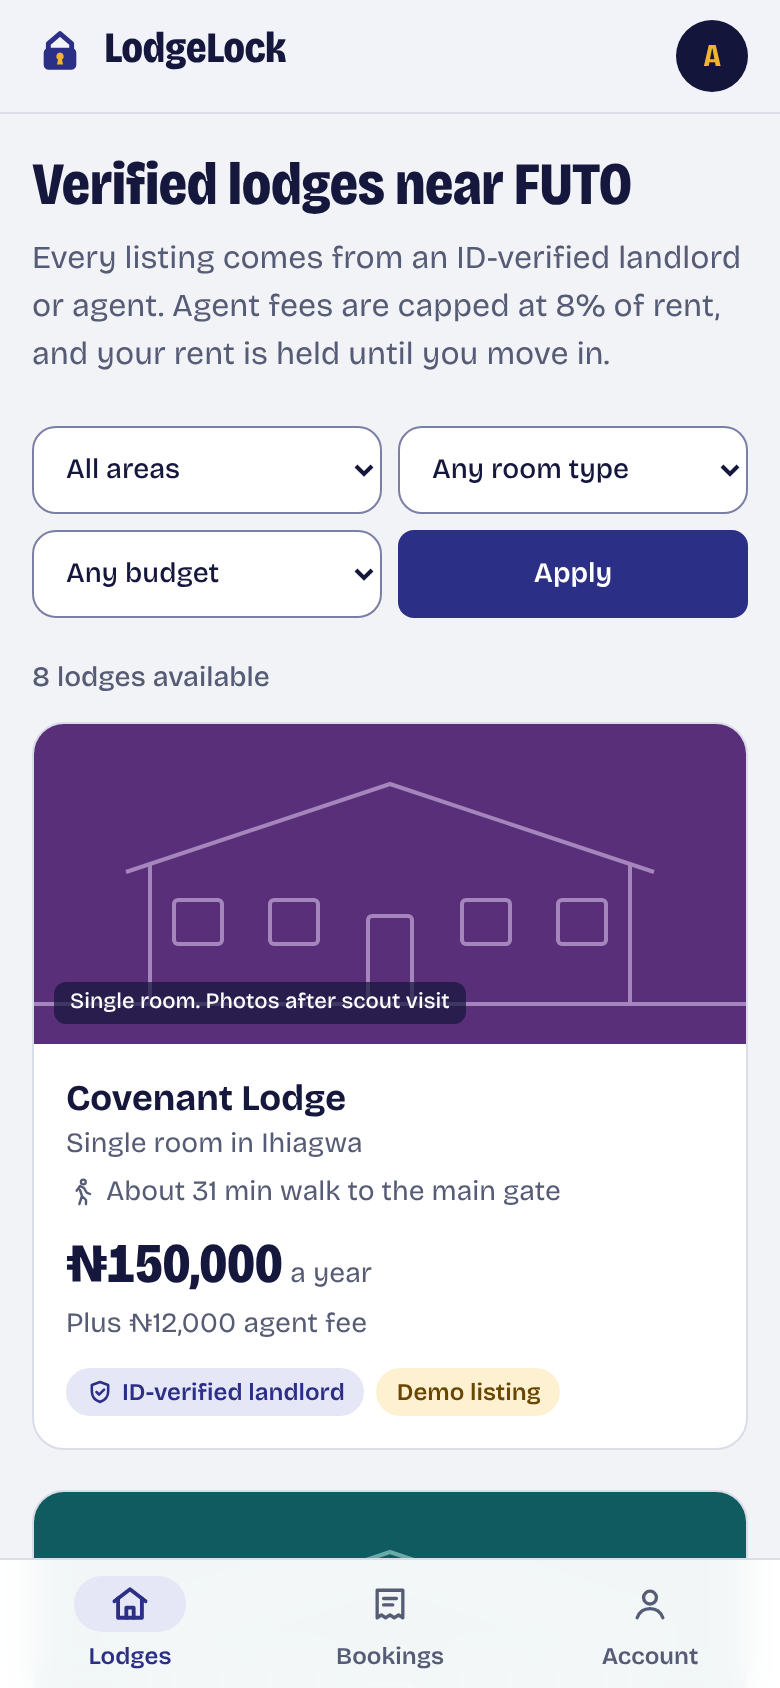 LodgeLock
A
Verified lodges near FUTO
Every listing comes from an ID-verified landlord
or agent. Agent fees are capped at 8% of rent,
and your rent is held until you move in.
All areas
Any room type
Any budget
Apply
8 lodges available
Single room. Photos after scout visit
Covenant Lodge
Single room in Ihiagwa
About 31 min walk to the main gate
₦150,000 a year
Plus ₦12,000 agent fee
ID-verified landlord
Demo listing
Lodges
Bookings
Account